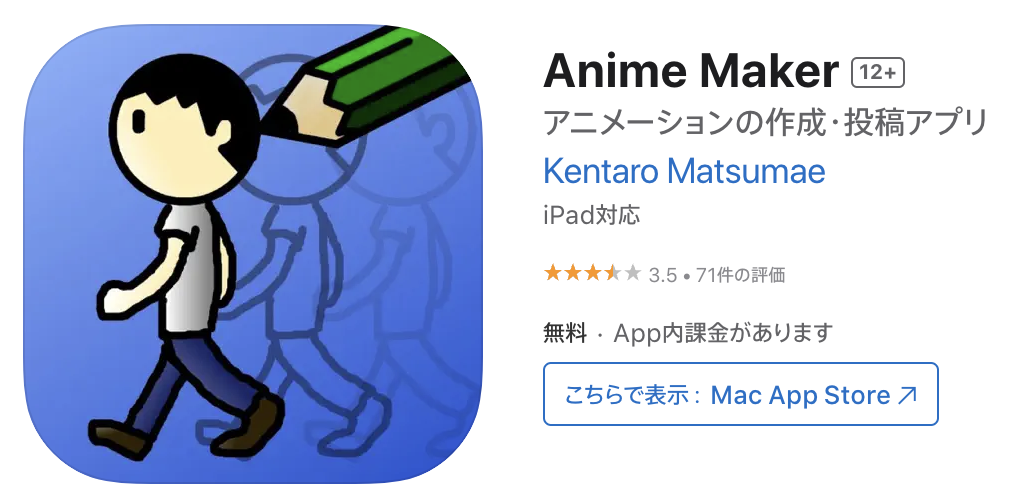 Anime Maker 12+
アニメーションの作成·投稿アプリ
Kentaro Matsumae
iPad対応
3.5 • 71件の評価
無料 · App内課金があります
こちらで表示： Mac App Store ↗